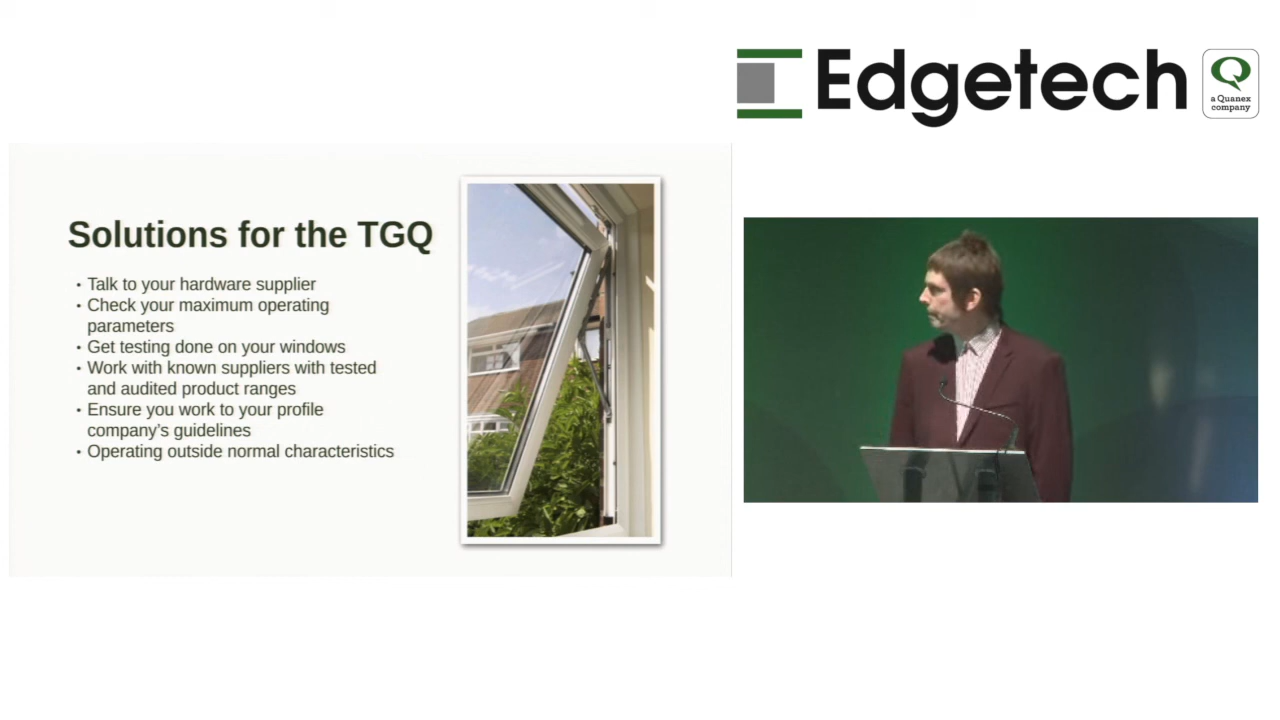 Edgetech
a Quanex
company
Solutions for the TGQ
• Talk to your hardware supplier
• Check your maximum operating
parameters
• Get testing done on your windows
• Work with known suppliers with tested
and audited product ranges
• Ensure you work to your profile
company's guidelines
• Operating outside normal characteristics